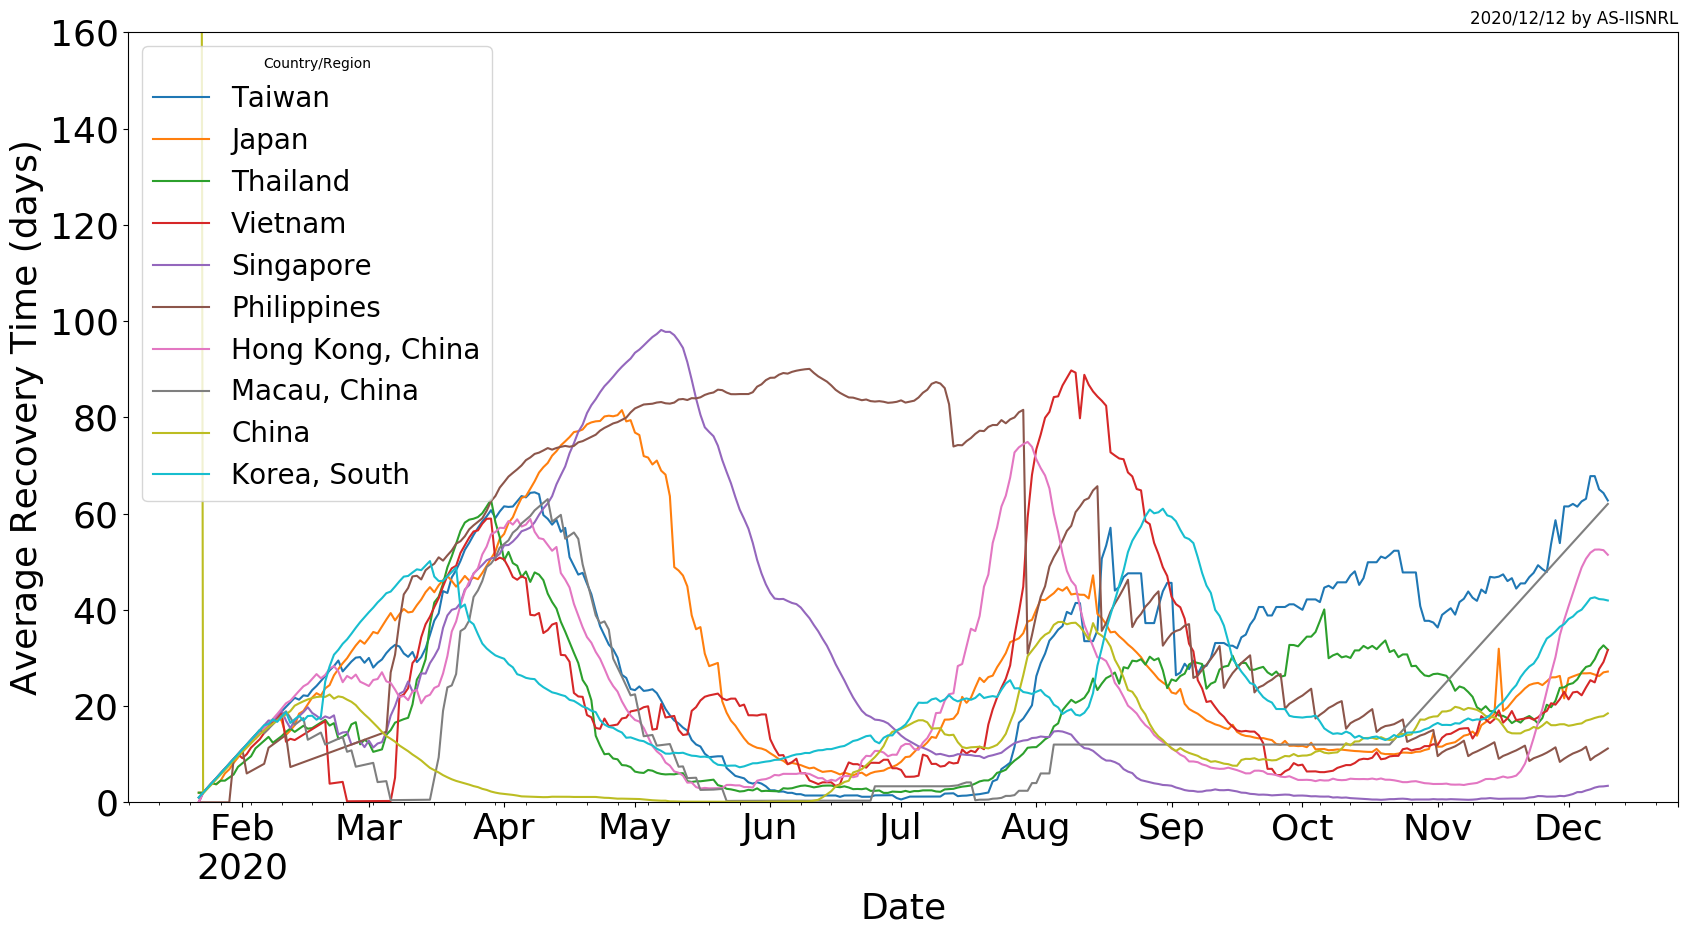 2020/12/12 by AS-IISNRL
160
140
120
100
80
60
40
20
0
Average Recovery Time (days)
Country/Region
Taiwan
Japan
Thailand
Vietnam
Singapore
Philippines
Hong Kong, China
Macau, China
China
Korea, South
Feb Mar Apr May Jun Jul Aug Sep Oct Nov Dec
2020
Date